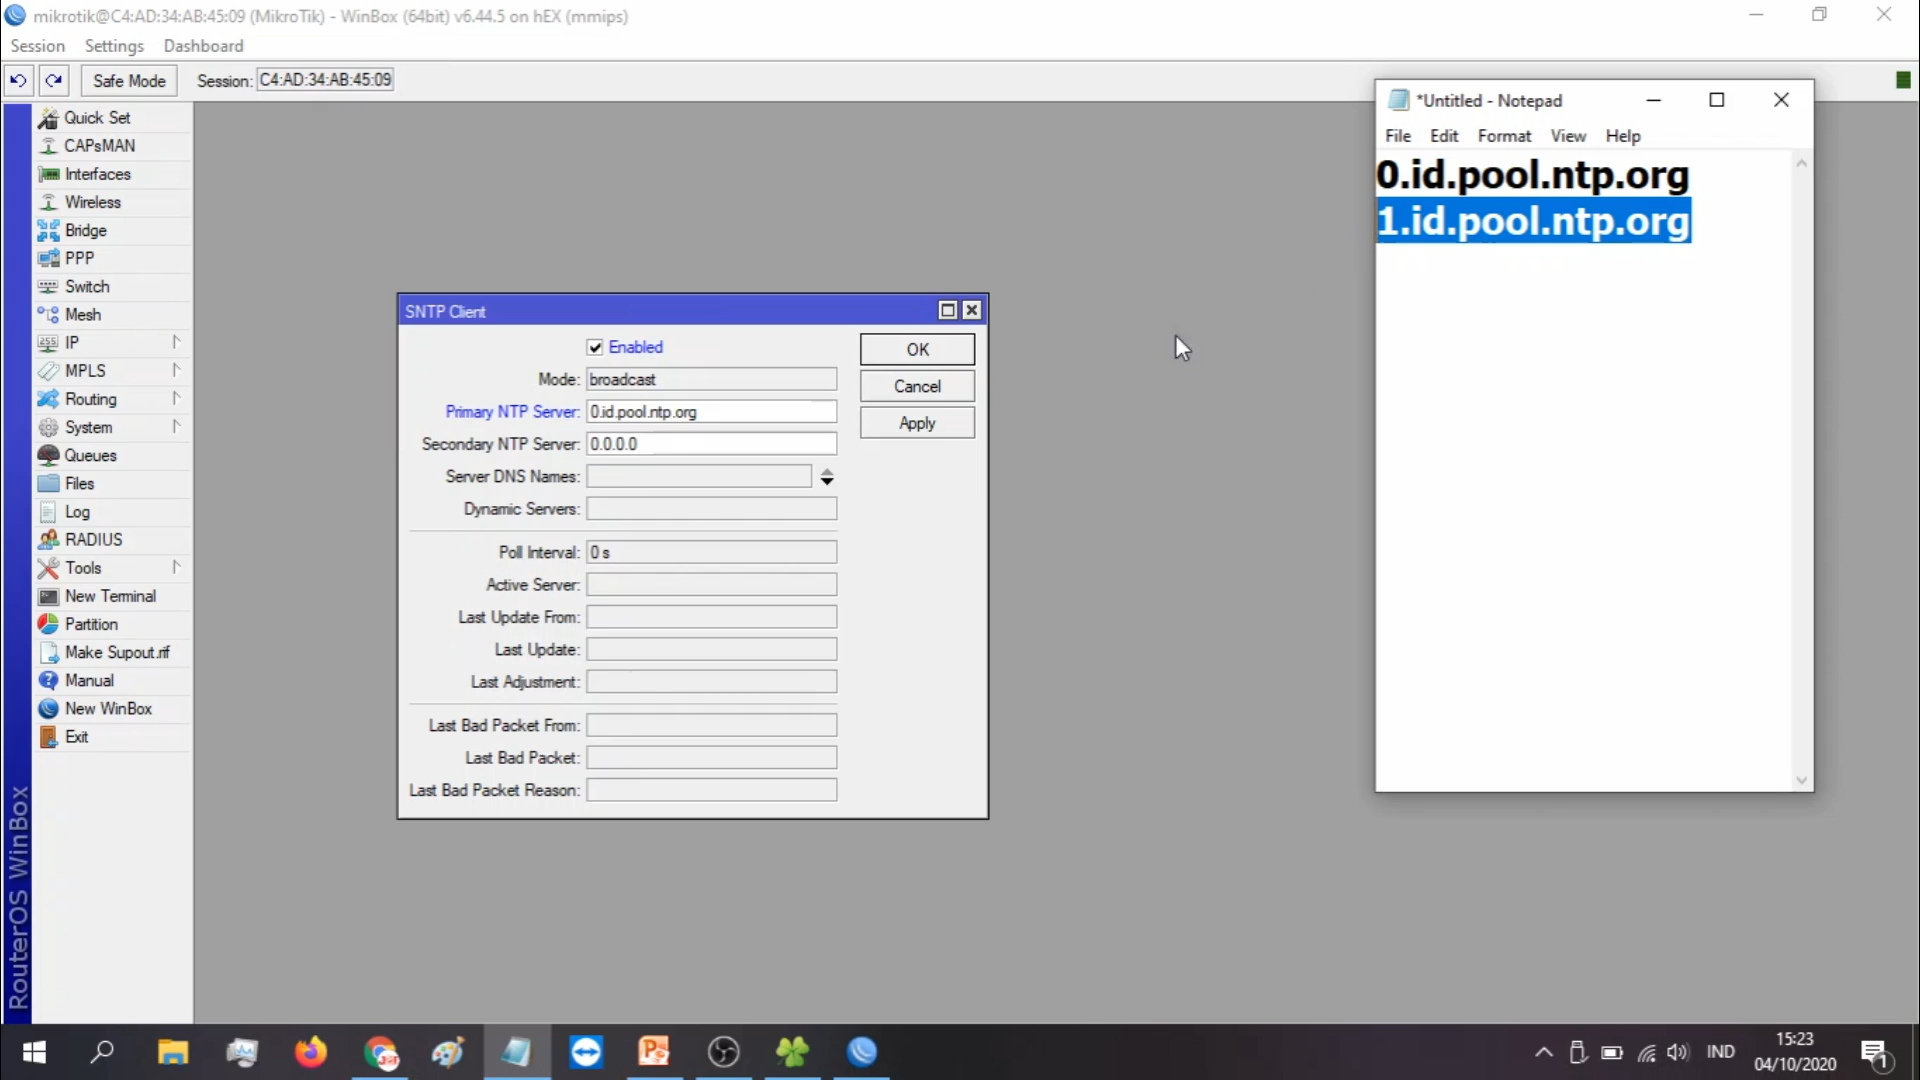 mikrotik@C4:AD:34:AB:45:09 (MikroTik) - WinBox (64bit) v6.44.5 on hEX (mmips)
Session Settings Dashboard
Safe Mode Session: C4:AD:34:AB:45:09
Quick Set
CAPsMAN
Interfaces
Wireless
Bridge
PPP
Switch
Mesh
IP
MPLS
Routing
System
Queues
Files
Log
RADIUS
Tools
New Terminal
Partition
Make Supout.rif
Manual
New WinBox
Exit
RouterOS WinBox
SNTP Client
Enabled
Mode: broadcast
Primary NTP Server: 0.id.pool.ntp.org
Secondary NTP Server: 0.0.0.0
Server DNS Names:
Dynamic Servers:
Poll Interval: 0 s
Active Server:
Last Update From:
Last Update:
Last Adjustment:
Last Bad Packet From:
Last Bad Packet:
Last Bad Packet Reason:
OK
Cancel
Apply
*Untitled - Notepad
File Edit Format View Help
0.id.pool.ntp.org
1.id.pool.ntp.org
IND
15:23
04/10/2020
1